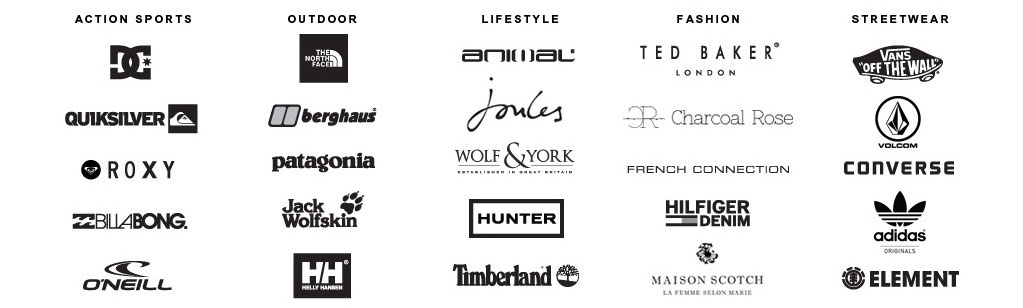 ACTION SPORTS
OUTDOOR
LIFESTYLE
FASHION
STREETWEAR
DC
THE
NORTH
FACE
animal
TED BAKER
LONDON
VANS
"OFF THE WALL"
QUIKSILVER
berghaus
Joules
CR Charcoal Rose
VOLCOM
ROXY
patagonia
WOLF & YORK
ESTABLISHED IN GREAT BRITAIN
FRENCH CONNECTION
CONVERSE
BILLABONG.
Jack
Wolfskin
HUNTER
HILFIGER
DENIM
adidas
ORIGINALS
O'NEILL
HH
HELLY HANSEN
Timberland
MAISON SCOTCH
LA FEMME SELON MARIE
ELEMENT